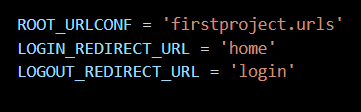 ROOT_URLCONF = 'firstproject.urls'
LOGIN_REDIRECT_URL = 'home'
LOGOUT_REDIRECT_URL = 'login'